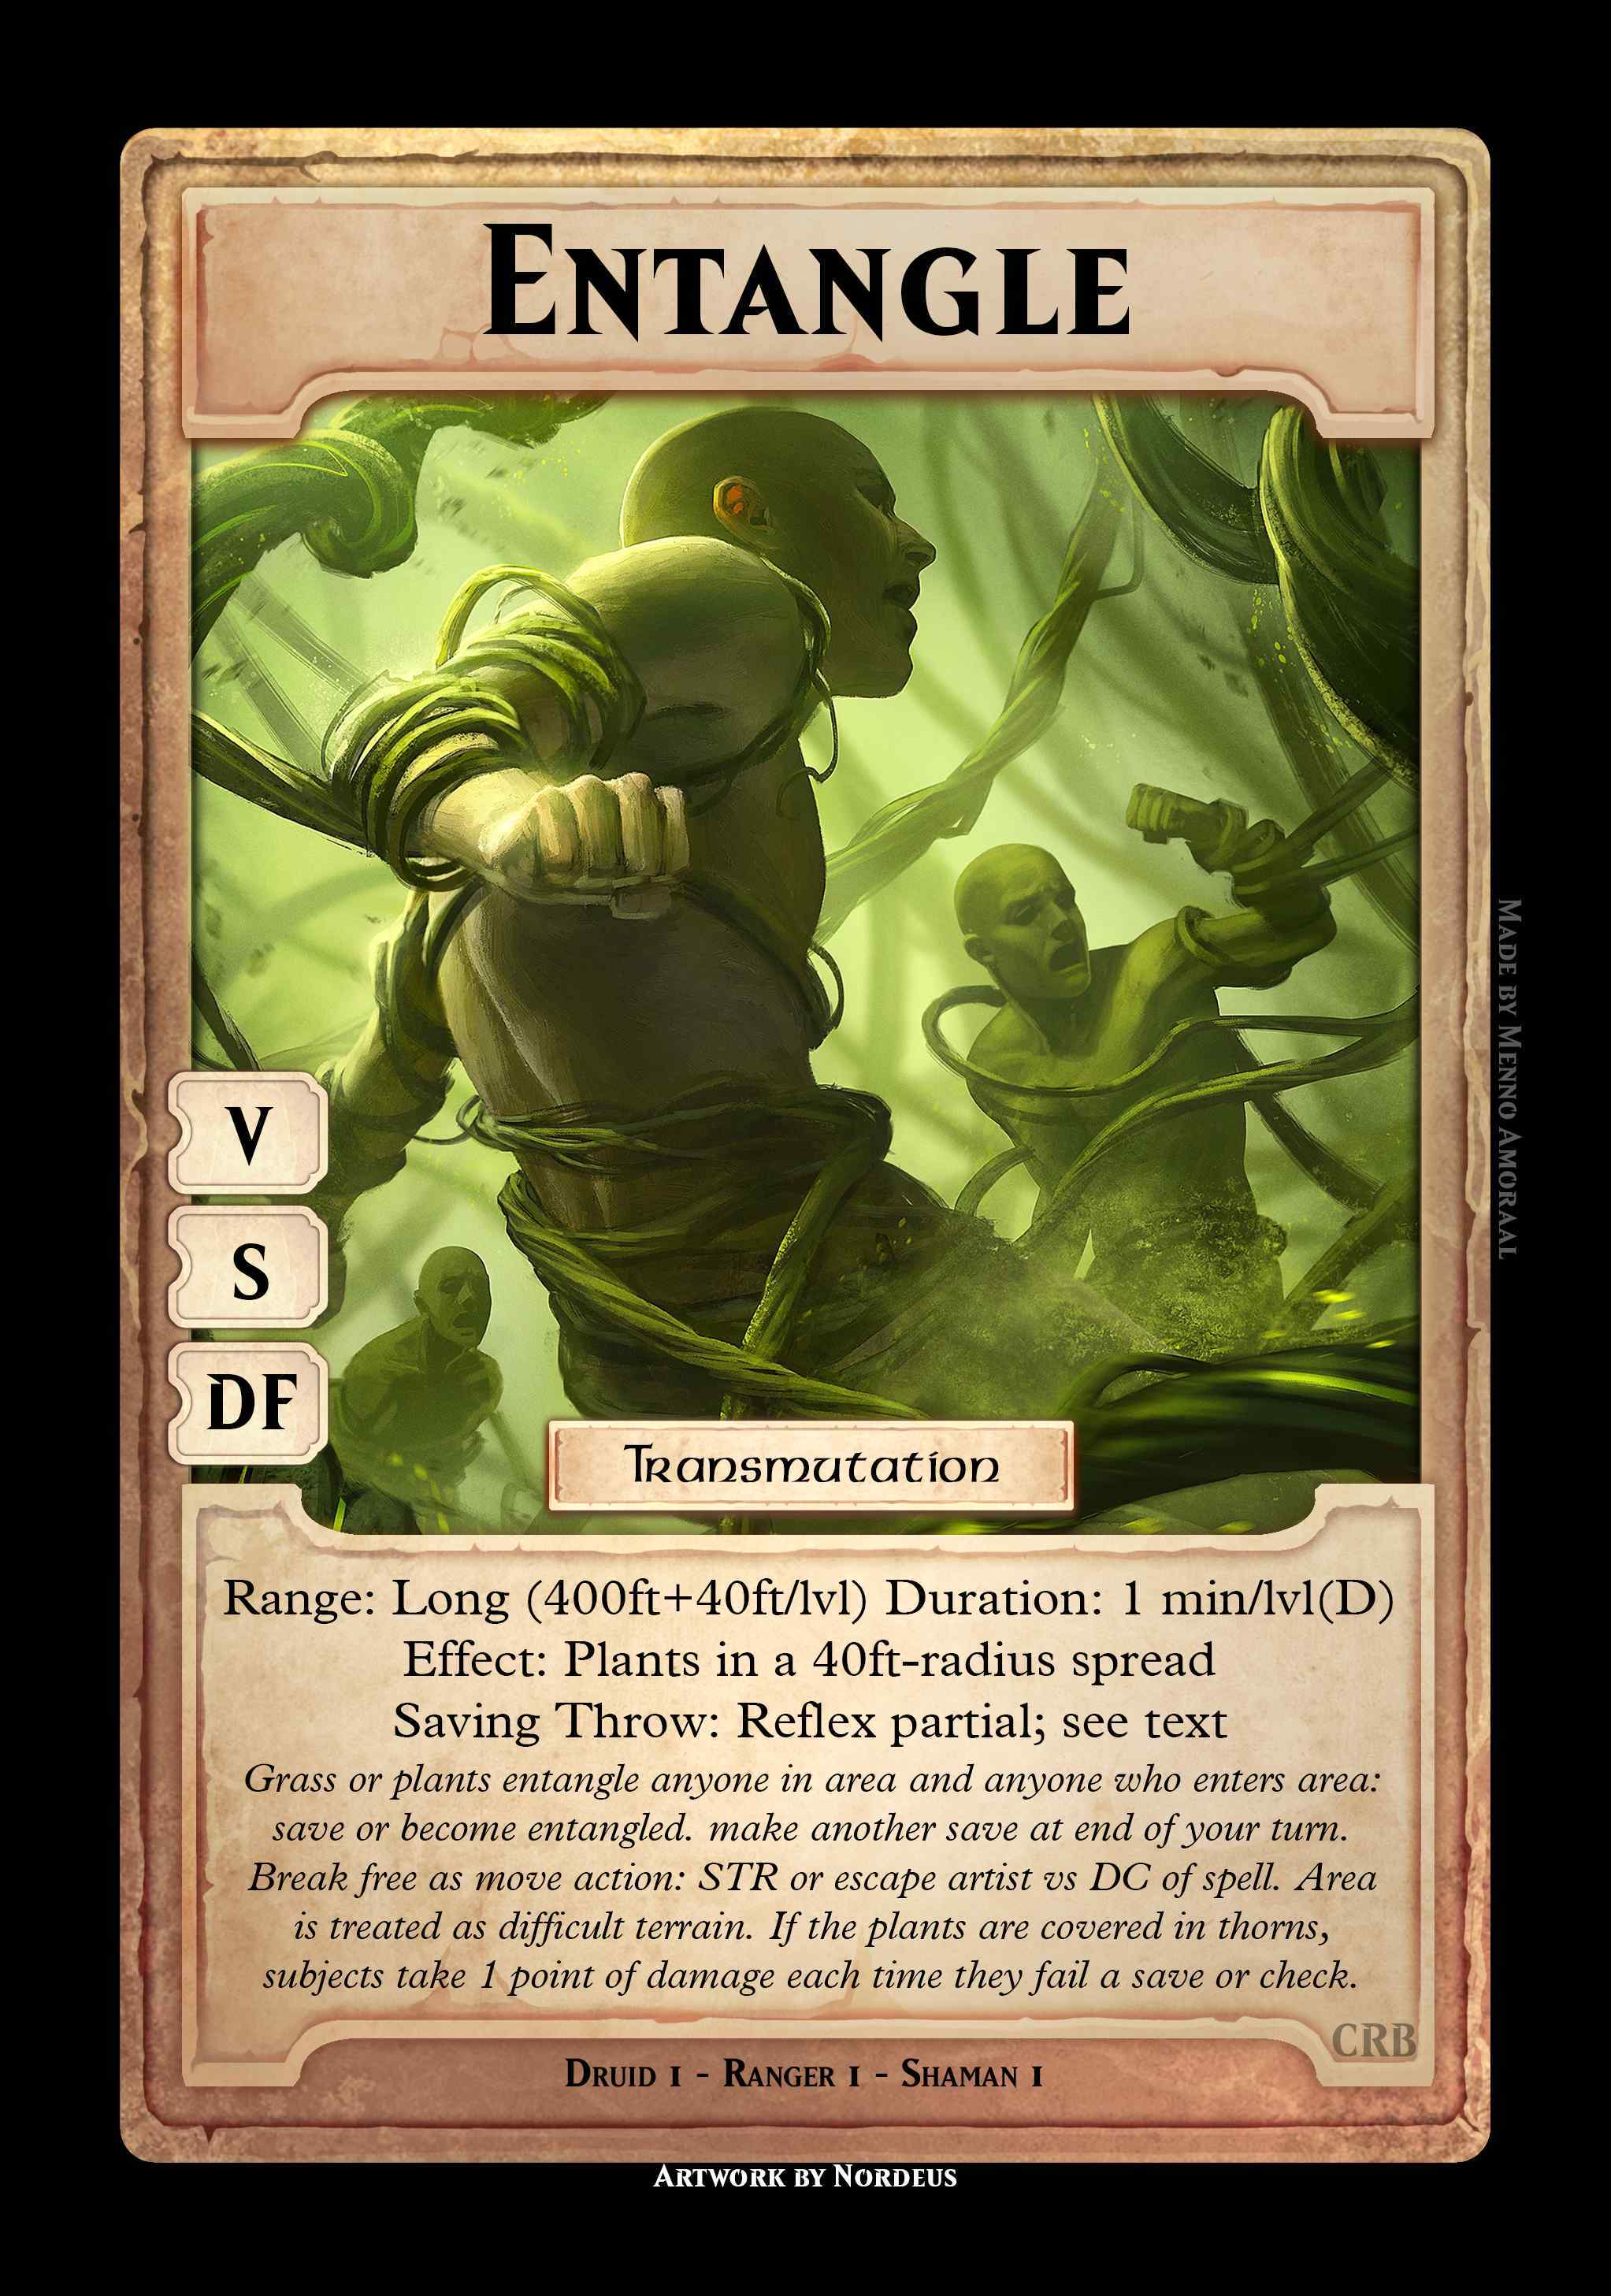 Entangle
V
S
DF
Transmutation
Range: Long (400ft+40ft/lvl) Duration: 1 min/lvl(D)
Effect: Plants in a 40ft-radius spread
Saving Throw: Reflex partial; see text
Grass or plants entangle anyone in area and anyone who enters area:
save or become entangled. make another save at end of your turn.
Break free as move action: STR or escape artist vs DC of spell. Area
is treated as difficult terrain. If the plants are covered in thorns,
subjects take 1 point of damage each time they fail a save or check.
CRB
Druid 1 - Ranger 1 - Shaman 1
Artwork by Nordeus
Made by Menno Amoraal